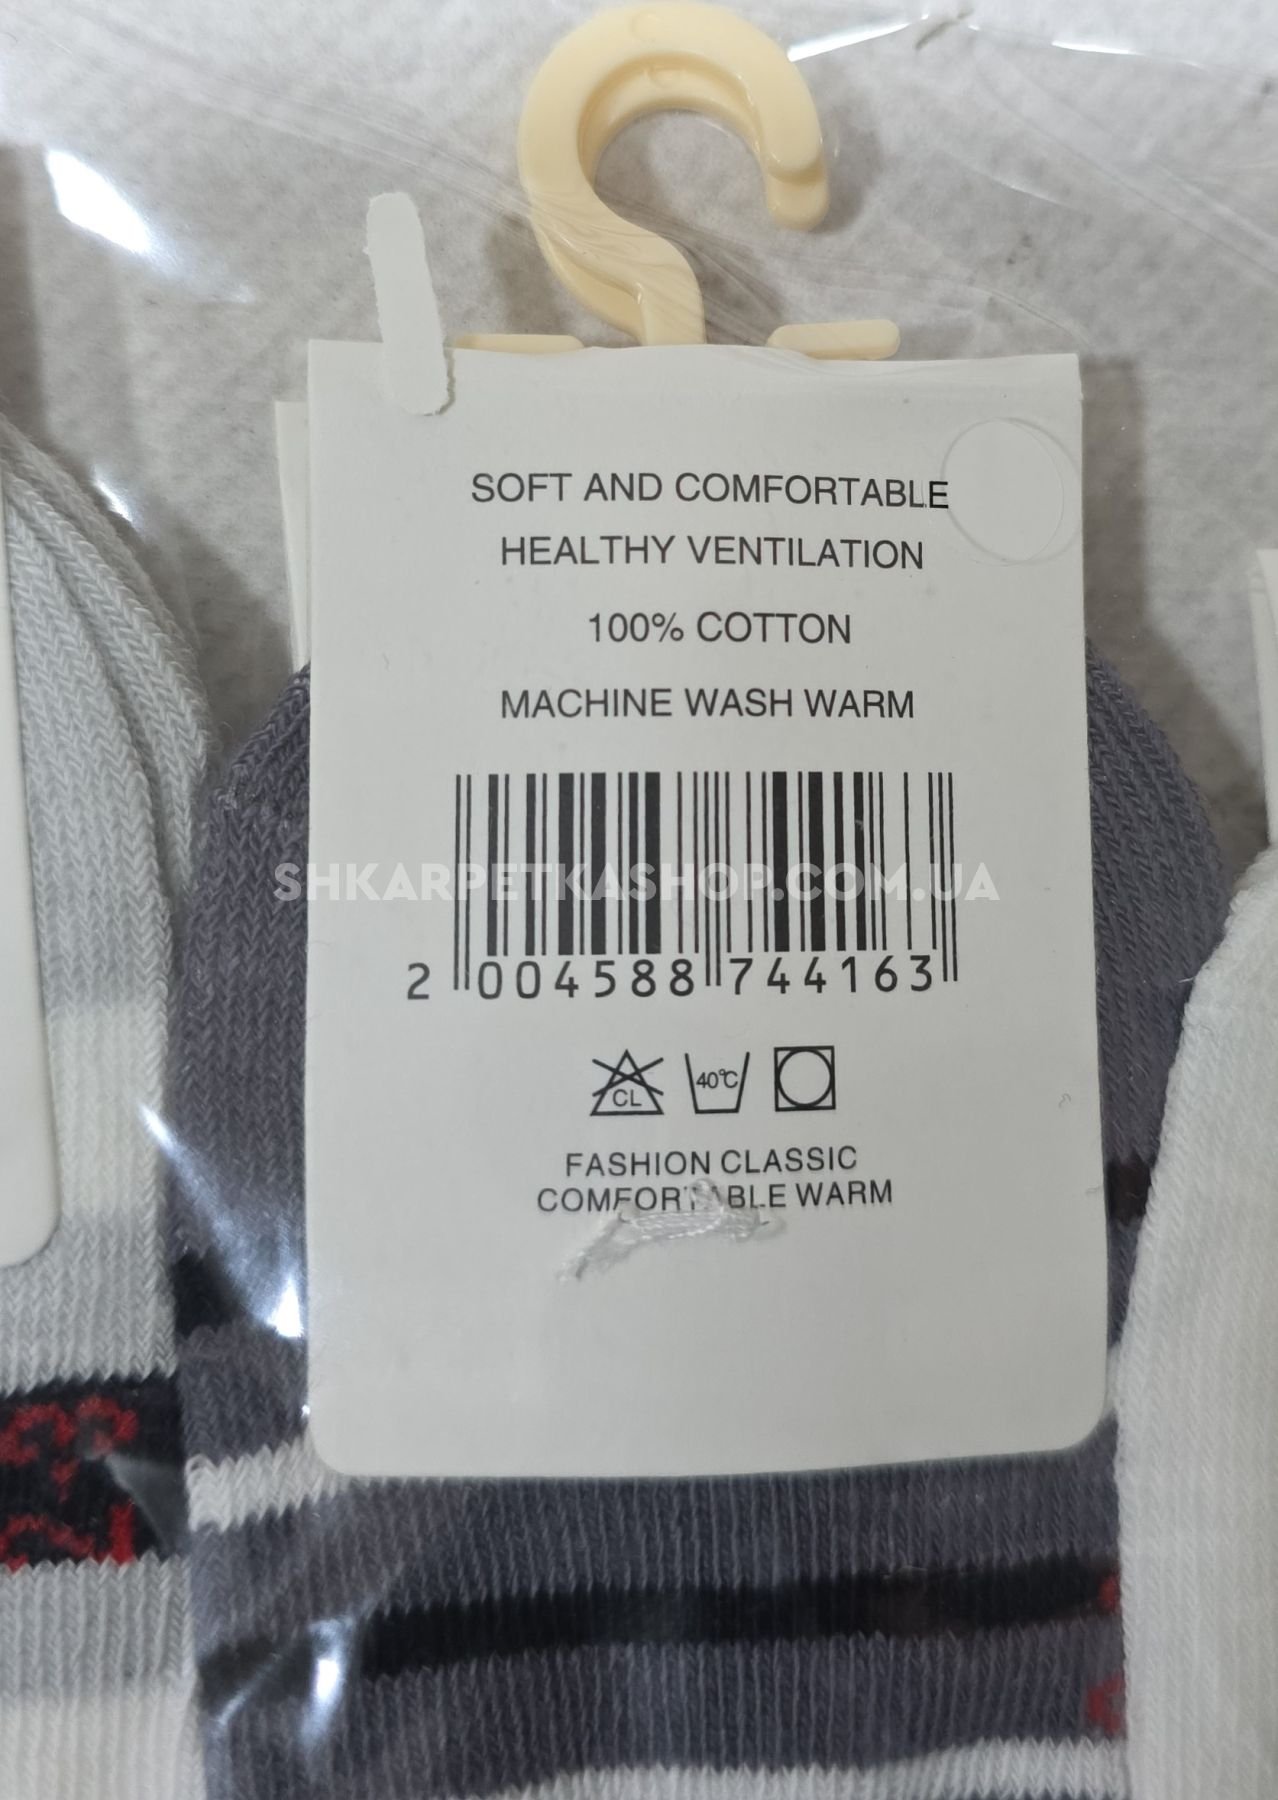 SOFT AND COMFORTABLE
HEALTHY VENTILATION
100% COTTON
MACHINE WASH WARM
SHKARPETKASHOP.COM.UA
2 004588 744163
CL 40°C
FASHION CLASSIC
COMFORTABLE WARM